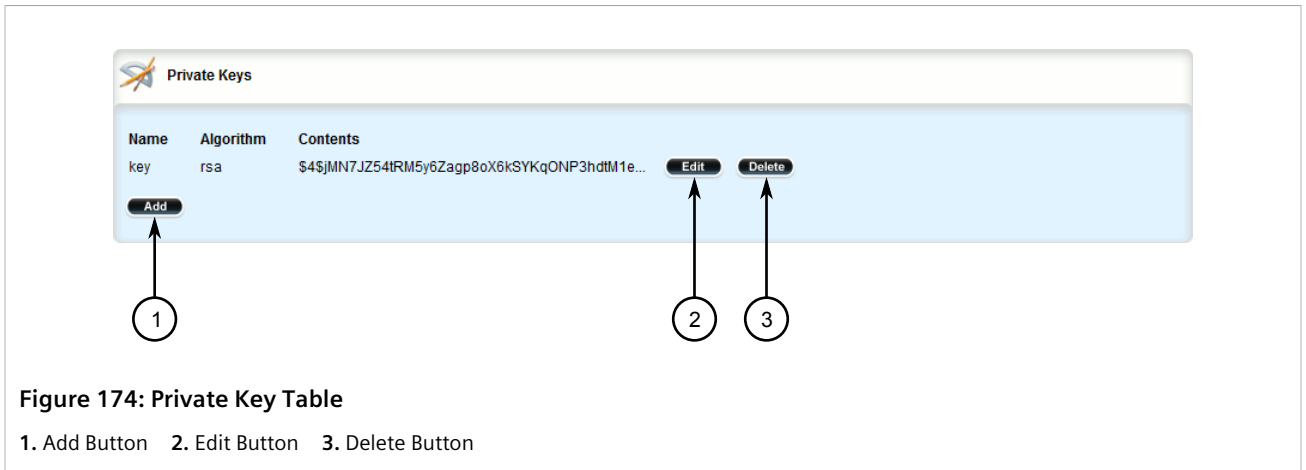 Private Keys
Name Algorithm Contents
key rsa $4$jMN7JZ54tRM5y6Zagp8oX6kSYKqONP3hdtM1e... Edit Delete
Add
1 2 3
Figure 174: Private Key Table
1. Add Button 2. Edit Button 3. Delete Button